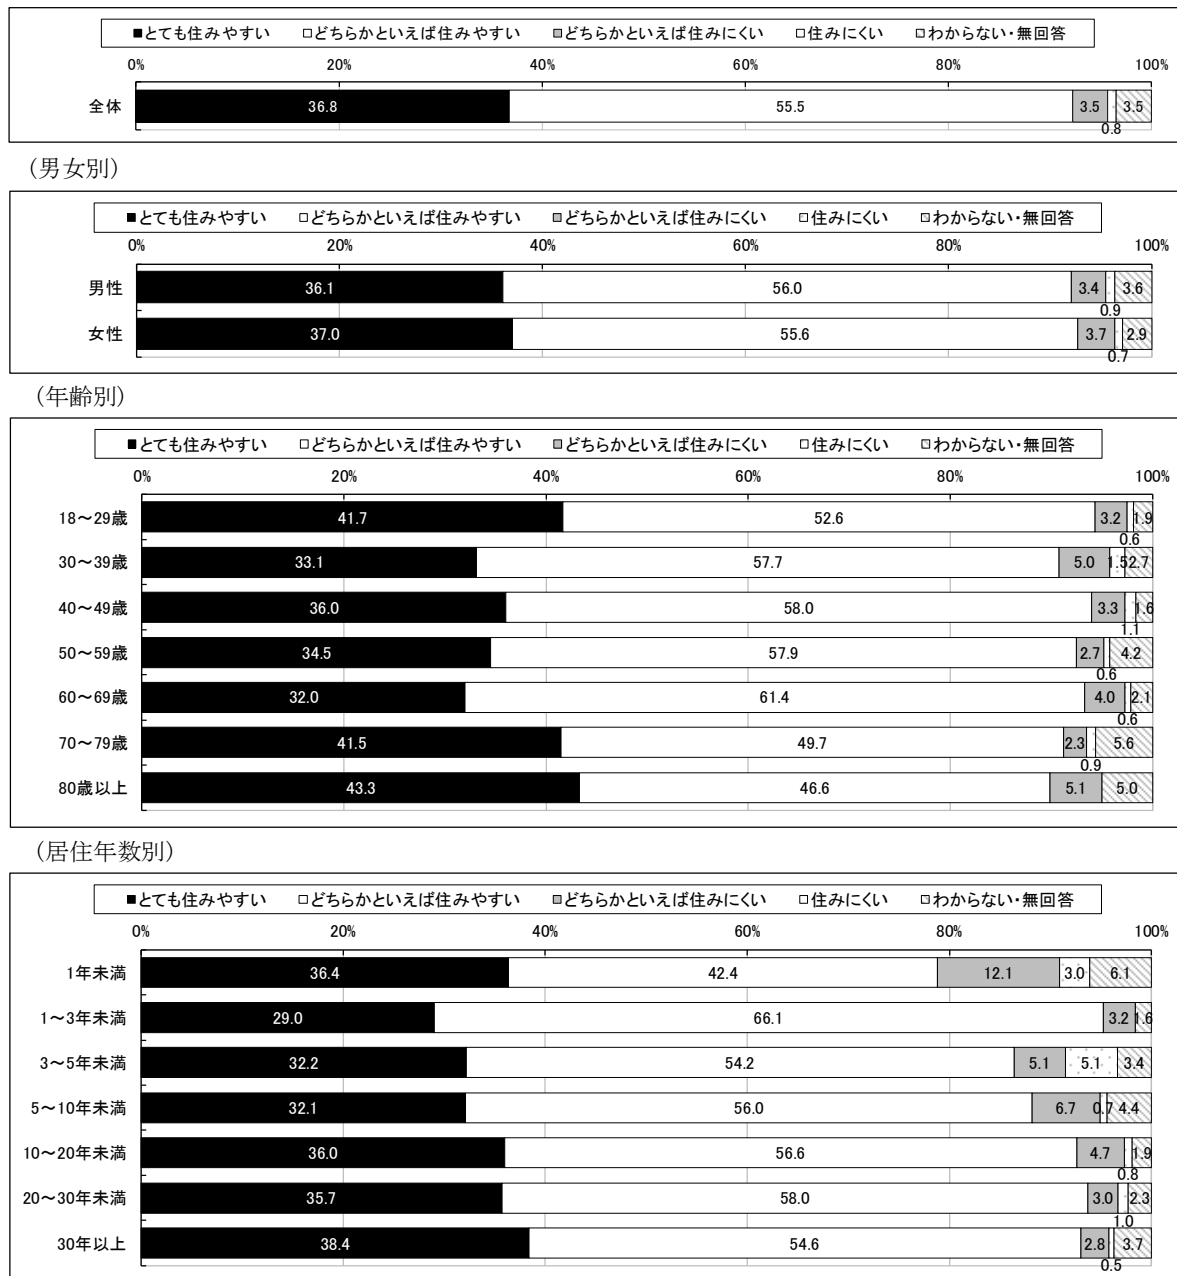 ■とても住みやすい □どちらかといえば住みやすい ■どちらかといえば住みにくい □住みにくい □わからない・無回答
0% 20% 40% 60% 80% 100%
全体 36.8 55.5 3.5 3.5
0.8
(男女別)
■とても住みやすい □どちらかといえば住みやすい ■どちらかといえば住みにくい □住みにくい □わからない・無回答
0% 20% 40% 60% 80% 100%
男性 36.1 56.0 3.4 3.6
0.9
女性 37.0 55.6 3.7 2.9
0.7
(年齢別)
■とても住みやすい □どちらかといえば住みやすい ■どちらかといえば住みにくい □住みにくい □わからない・無回答
0% 20% 40% 60% 80% 100%
18～29歳 41.7 52.6 3.2 1.9
0.6
30～39歳 33.1 57.7 5.0 1.5 2.7
40～49歳 36.0 58.0 3.3 1.6
1.1
50～59歳 34.5 57.9 2.7 4.2
0.6
60～69歳 32.0 61.4 4.0 2.1
0.6
70～79歳 41.5 49.7 2.3 5.6
0.9
80歳以上 43.3 46.6 5.1 5.0
(居住年数別)
■とても住みやすい □どちらかといえば住みやすい ■どちらかといえば住みにくい □住みにくい □わからない・無回答
0% 20% 40% 60% 80% 100%
1年未満 36.4 42.4 12.1 3.0 6.1
1～3年未満 29.0 66.1 3.2 1.6
3～5年未満 32.2 54.2 5.1 5.1 3.4
5～10年未満 32.1 56.0 6.7 0.7 4.4
10～20年未満 36.0 56.6 4.7 1.9
0.8
20～30年未満 35.7 58.0 3.0 2.3
1.0
30年以上 38.4 54.6 2.8 3.7
0.5